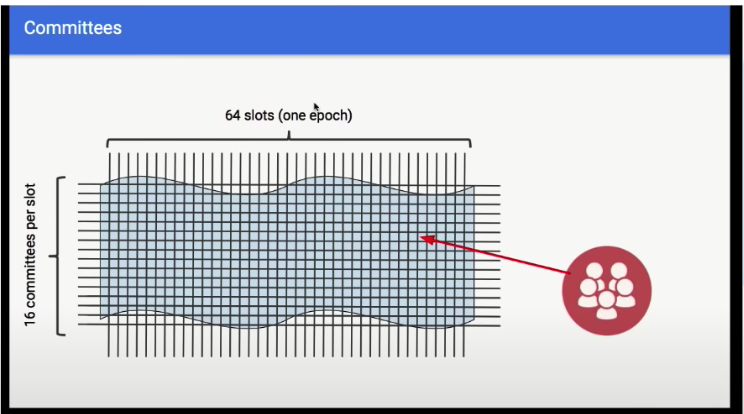 Committees
64 slots (one epoch)
16 committees per slot